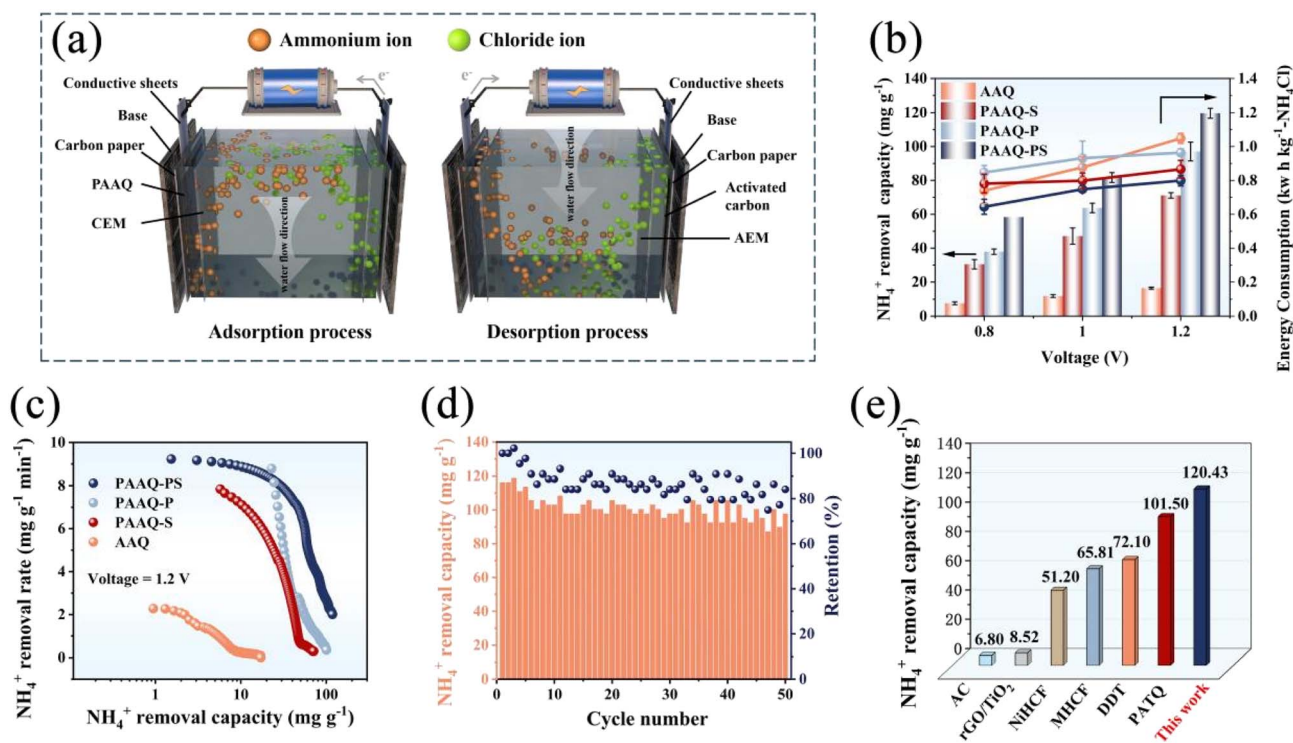 (a)
Ammonium ion
Chloride ion
Conductive sheets
Base
Carbon paper
PAAQ
CEM
e-
water flow direction
Adsorption process
e-
water flow direction
Conductive sheets
Base
Carbon paper
Activated
carbon
AEM
Desorption process
(b)
NH₄⁺ removal capacity (mg g⁻¹)
140
120
100
80
60
40
20
0
AAQ
PAAQ-S
PAAQ-P
PAAQ-PS
1.4
1.2
1.0
0.8
0.6
0.4
0.2
0.0
Energy Consumption (kw h kg⁻¹-NH₄Cl)
0.8
1
1.2
Voltage (V)
(c)
NH₄⁺ removal rate (mg g⁻¹ min⁻¹)
10
8
6
4
2
0
PAAQ-PS
PAAQ-P
PAAQ-S
AAQ
Voltage = 1.2 V
1
10
100
NH₄⁺ removal capacity (mg g⁻¹)
(d)
NH₄⁺ removal capacity (mg g⁻¹)
140
120
100
80
60
40
20
0
100
80
60
40
20
0
Retention (%)
0
10
20
30
40
50
Cycle number
(e)
NH₄⁺ removal capacity (mg g⁻¹)
140
120
100
80
60
40
20
0
6.80
8.52
51.20
65.81
72.10
101.50
120.43
AC
rGO/TiO₂
NiHCF
MHCF
DDT
PATQ
This work